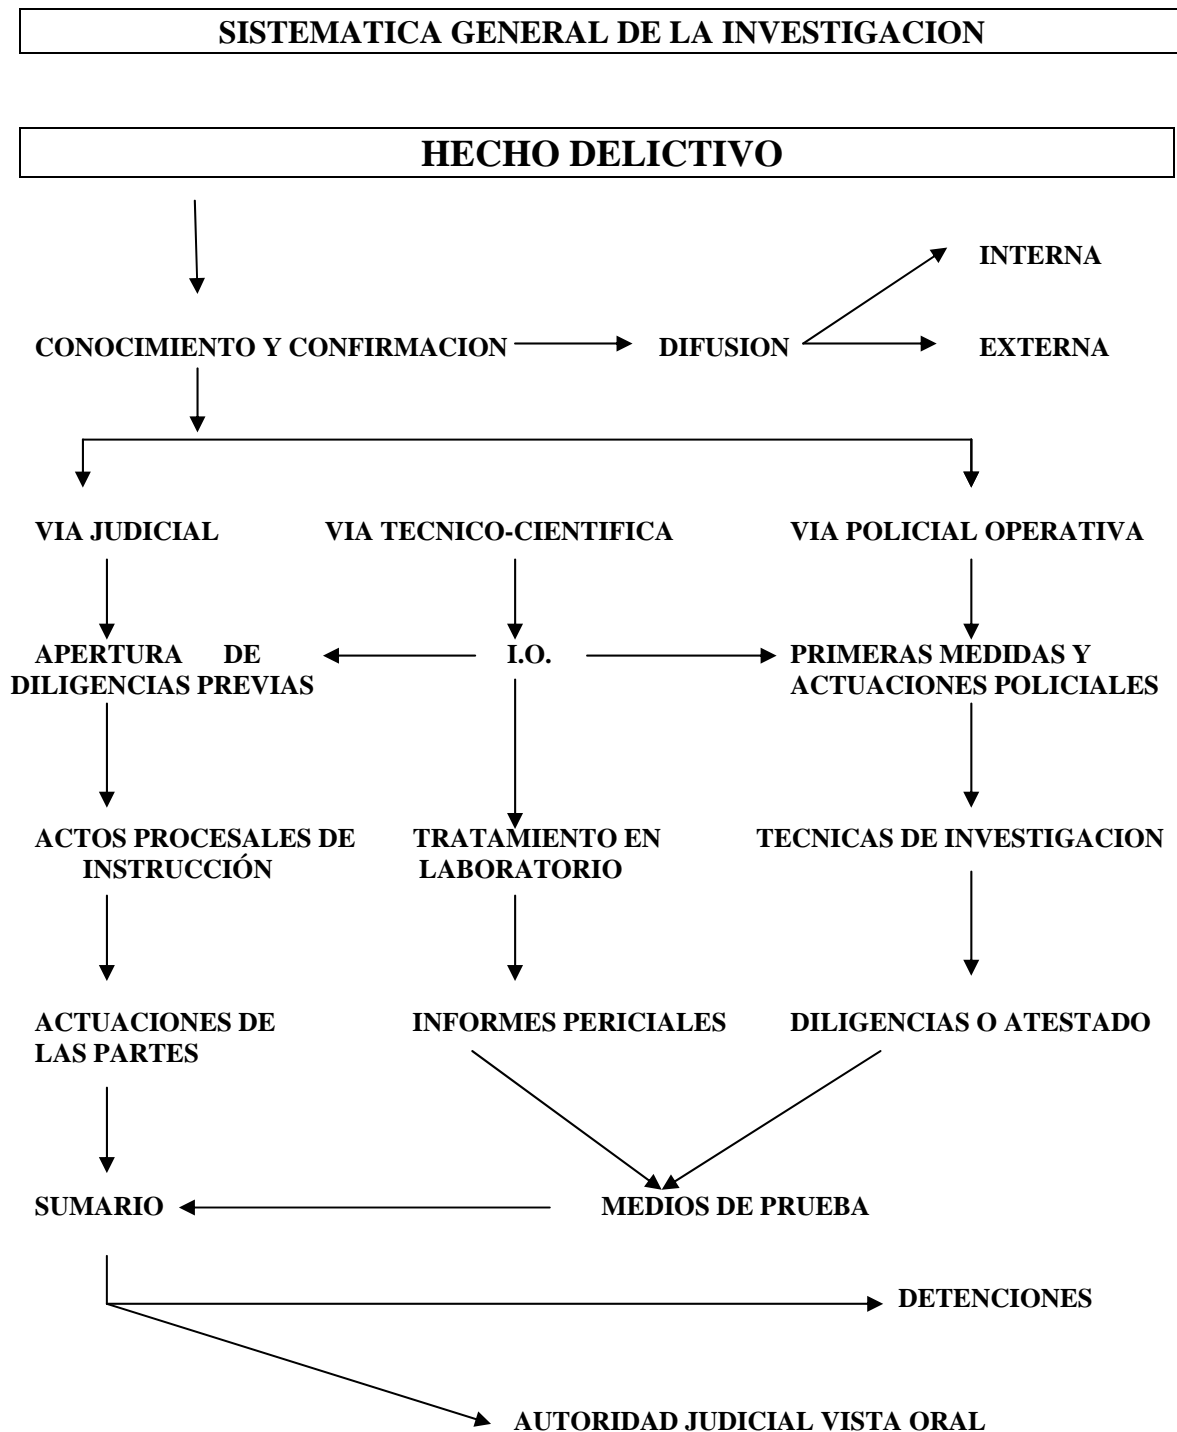 SISTEMATICA GENERAL DE LA INVESTIGACION
HECHO DELICTIVO
INTERNA
CONOCIMIENTO Y CONFIRMACION DIFUSION EXTERNA
VIA JUDICIAL VIA TECNICO-CIENTIFICA VIA POLICIAL OPERATIVA
APERTURA DE I.O. PRIMERAS MEDIDAS Y
DILIGENCIAS PREVIAS ACTUACIONES POLICIALES
ACTOS PROCESALES DE TRATAMIENTO EN TECNICAS DE INVESTIGACION
INSTRUCCIÓN LABORATORIO
ACTUACIONES DE INFORMES PERICIALES DILIGENCIAS O ATESTADO
LAS PARTES
SUMARIO MEDIOS DE PRUEBA
DETENCIONES
AUTORIDAD JUDICIAL VISTA ORAL